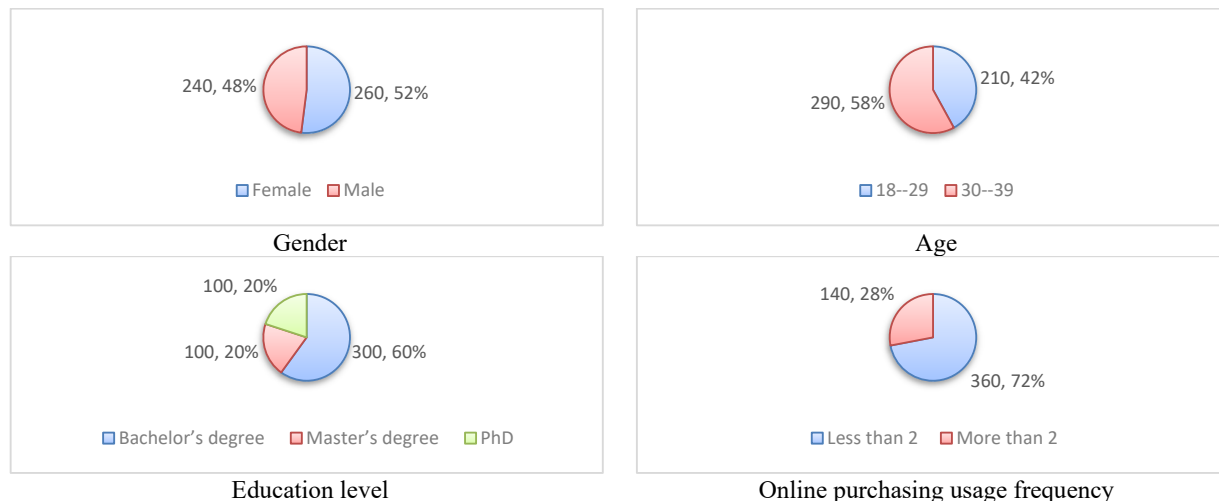 240, 48%
260, 52%
Female Male
Gender
210, 42%
290, 58%
18--29 30--39
Age
100, 20%
100, 20%
300, 60%
Bachelor’s degree Master’s degree PhD
Education level
140, 28%
360, 72%
Less than 2 More than 2
Online purchasing usage frequency